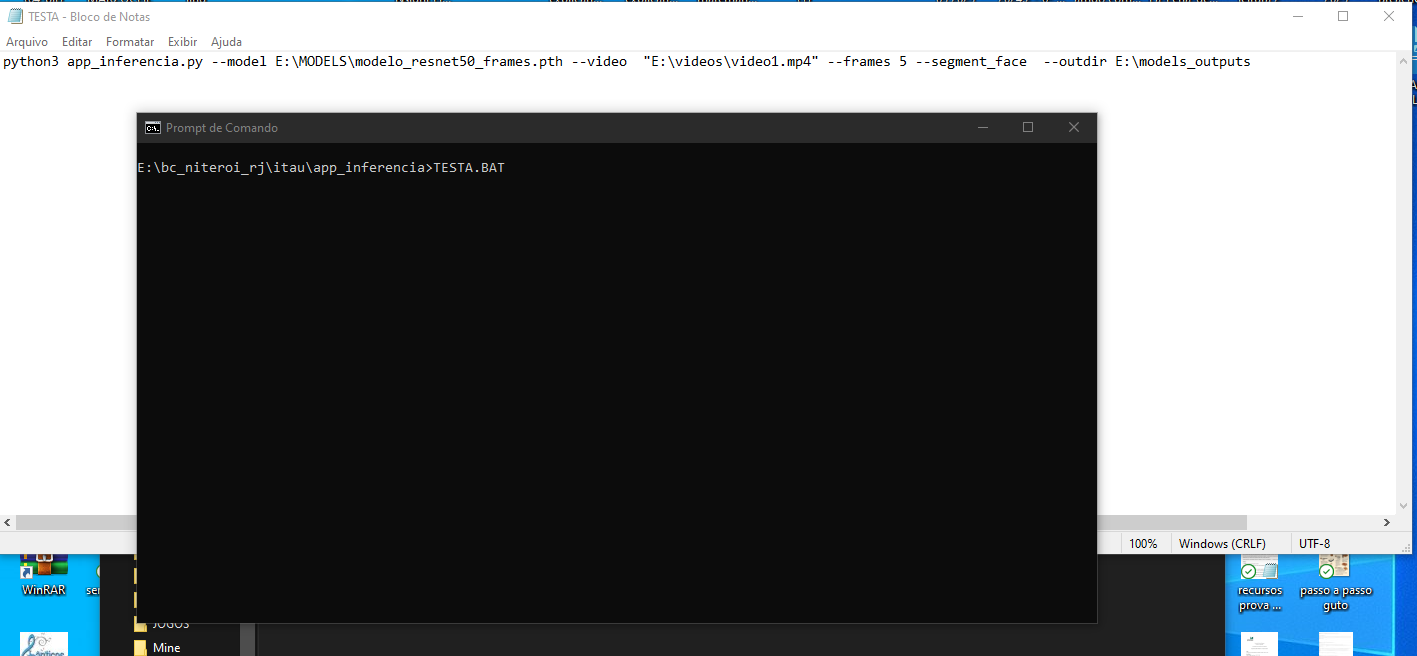 TESTA - Bloco de Notas
Arquivo Editar Formatar Exibir Ajuda
python3 app_inferencia.py --model E:\MODELS\modelo_resnet50_frames.pth --video "E:\videos\video1.mp4" --frames 5 --segment_face --outdir E:\models_outputs
Prompt de Comando
E:\bc_niteroi_rj\itau\app_inferencia>TESTA.BAT
100% Windows (CRLF) UTF-8
WinRAR
JOGOS
Mine
recursos
prova ...
passo a passo
guto